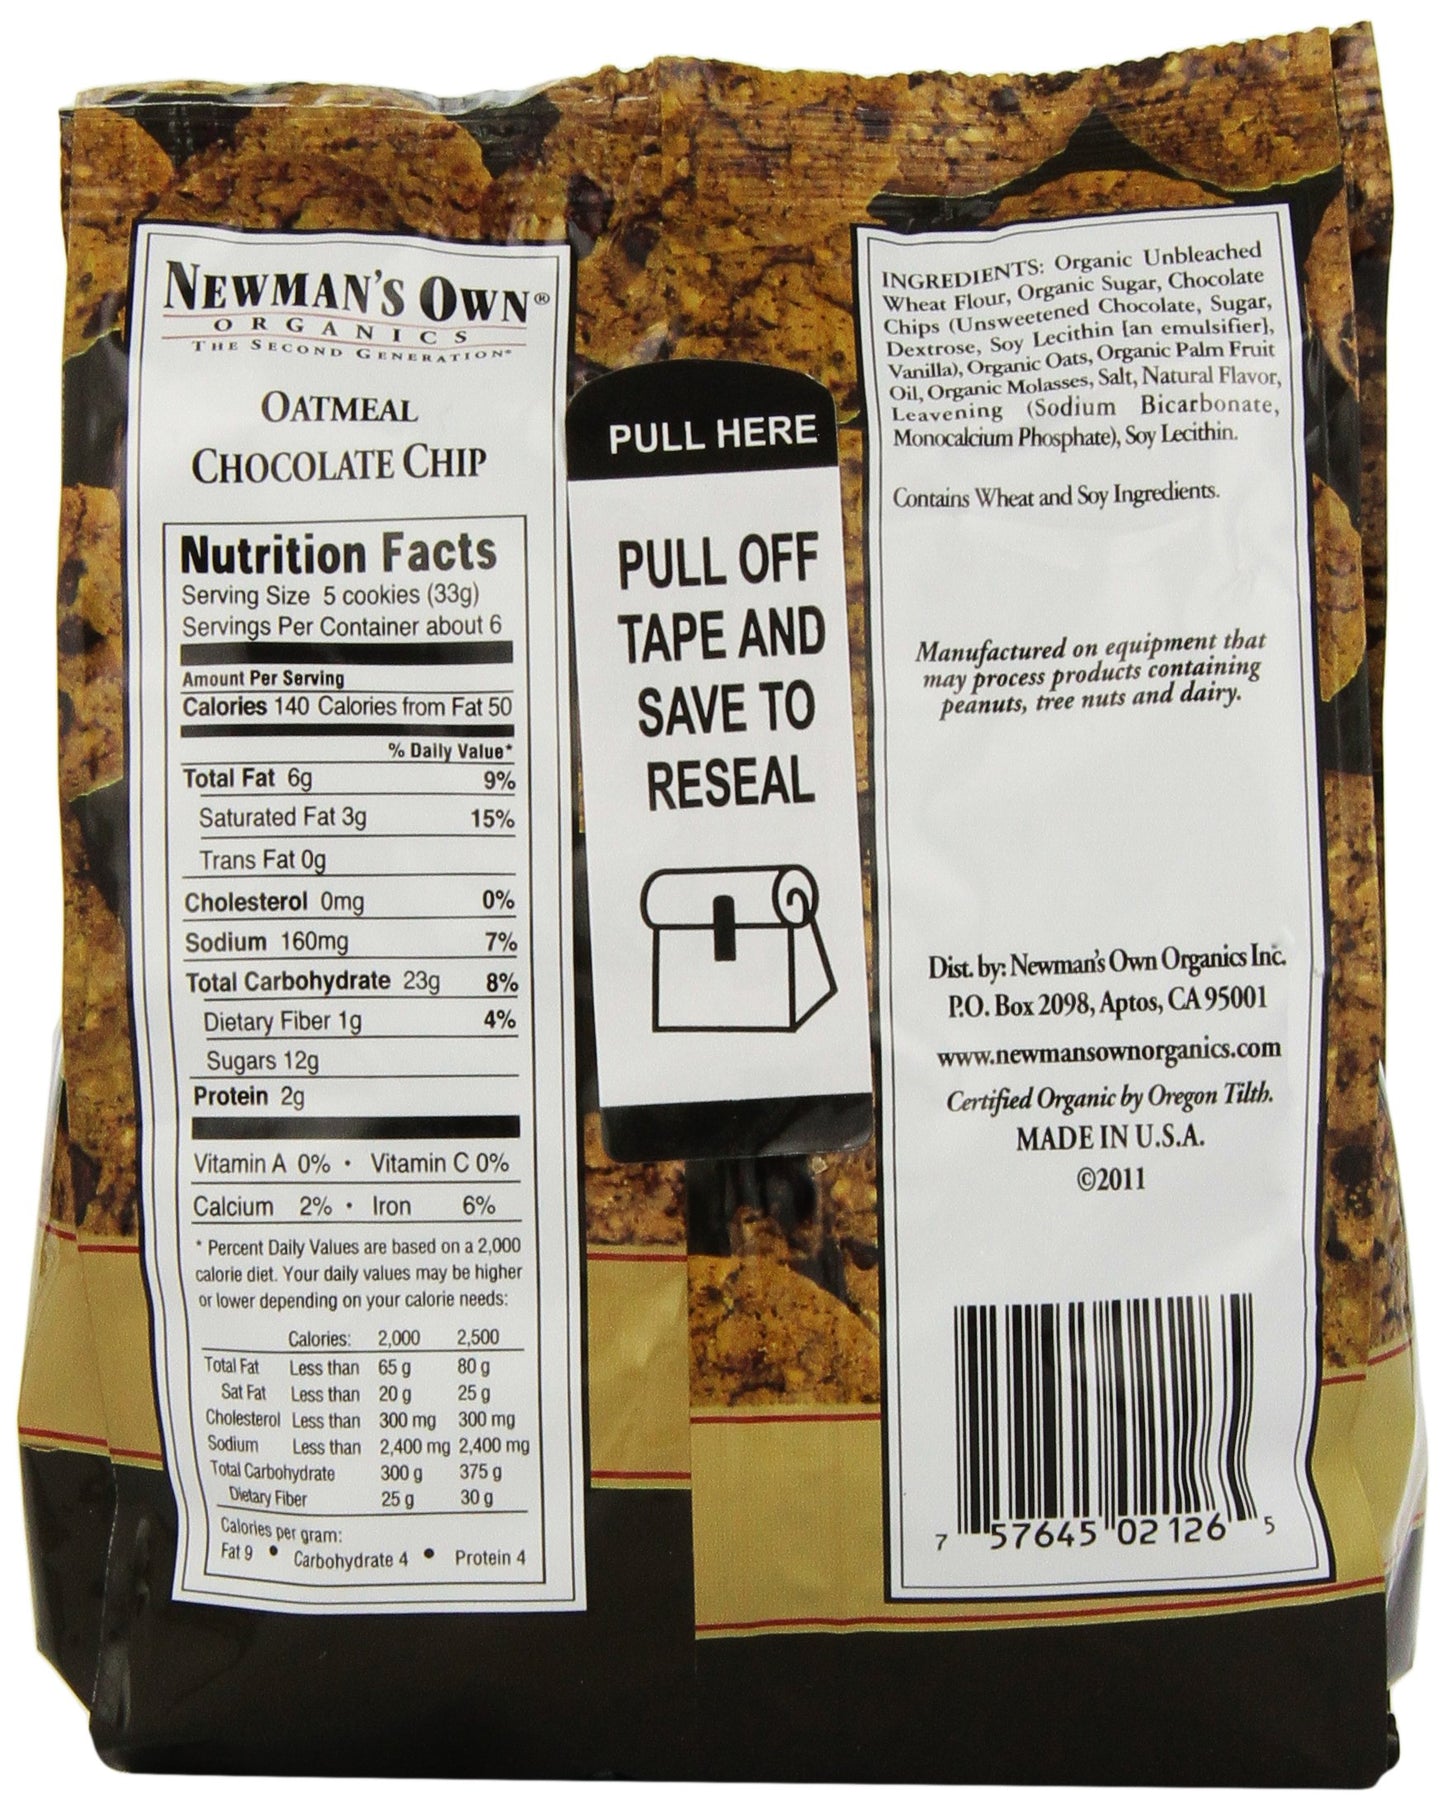 NEWMAN'S OWN®
ORGANICS
THE SECOND GENERATION®
OATMEAL
CHOCOLATE CHIP
Nutrition Facts
Serving Size 5 cookies (33g)
Servings Per Container about 6
Amount Per Serving
Calories 140 Calories from Fat 50
% Daily Value*
Total Fat 6g 9%
Saturated Fat 3g 15%
Trans Fat 0g
Cholesterol 0mg 0%
Sodium 160mg 7%
Total Carbohydrate 23g 8%
Dietary Fiber 1g 4%
Sugars 12g
Protein 2g
Vitamin A 0% • Vitamin C 0%
Calcium 2% • Iron 6%
* Percent Daily Values are based on a 2,000
calorie diet. Your daily values may be higher
or lower depending on your calorie needs:
Calories: 2,000 2,500
Total Fat Less than 65 g 80 g
Sat Fat Less than 20 g 25 g
Cholesterol Less than 300 mg 300 mg
Sodium Less than 2,400 mg 2,400 mg
Total Carbohydrate 300 g 375 g
Dietary Fiber 25 g 30 g
Calories per gram:
Fat 9 • Carbohydrate 4 • Protein 4
PULL HERE
PULL OFF
TAPE AND
SAVE TO
RESEAL
INGREDIENTS: Organic Unbleached
Wheat Flour, Organic Sugar, Chocolate
Chips (Unsweetened Chocolate, Sugar,
Dextrose, Soy Lecithin [an emulsifier],
Vanilla), Organic Oats, Organic Palm Fruit
Oil, Organic Molasses, Salt, Natural Flavor,
Leavening (Sodium Bicarbonate,
Monocalcium Phosphate), Soy Lecithin.
Contains Wheat and Soy Ingredients.
Manufactured on equipment that
may process products containing
peanuts, tree nuts and dairy.
Dist. by: Newman's Own Organics Inc.
P.O. Box 2098, Aptos, CA 95001
www.newmansownorganics.com
Certified Organic by Oregon Tilth.
MADE IN U.S.A.
©2011
7 57645 02126 5